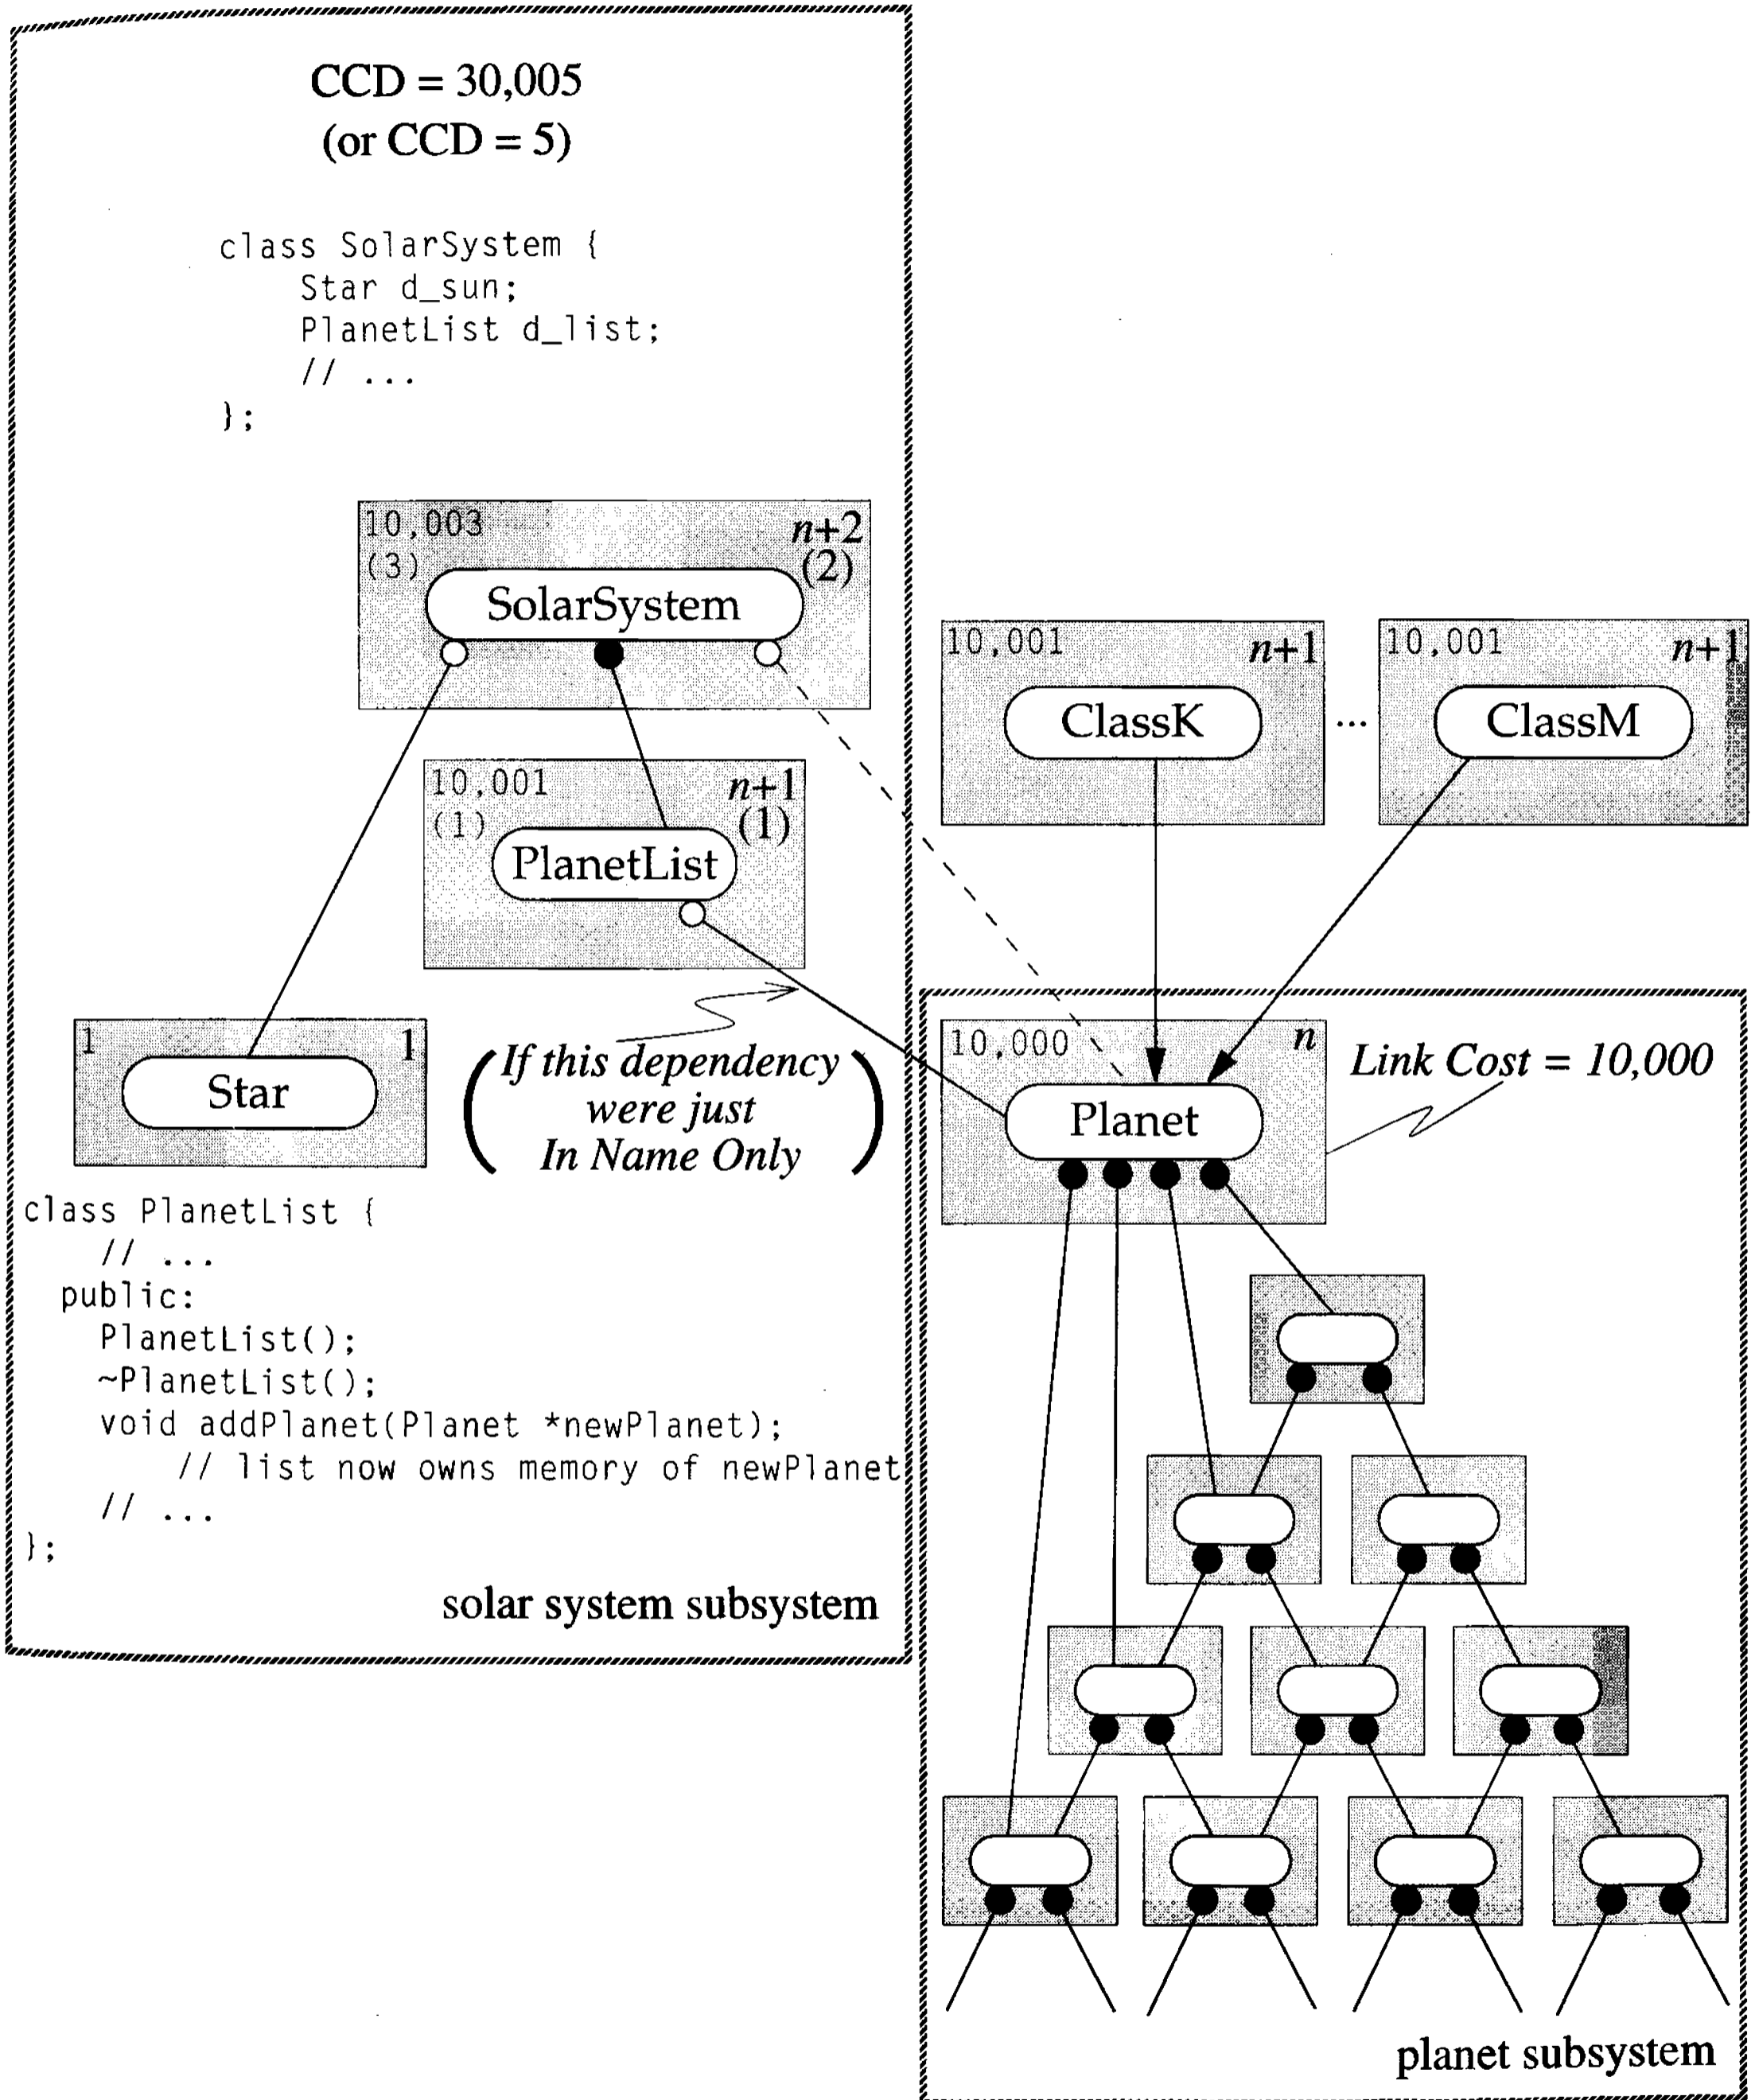 CCD = 30,005
(or CCD = 5)
class SolarSystem {
    Star d_sun;
    PlanetList d_list;
    // ...
};
10,003 n+2
(3) (2)
SolarSystem
10,001 n+1
ClassK
...
10,001 n+1
ClassM
10,001 n+1
(1) (1)
PlanetList
1 1
Star
(If this dependency
were just
In Name Only)
10,000 n
Planet
Link Cost = 10,000
class PlanetList {
    // ...
  public:
    PlanetList();
    ~PlanetList();
    void addPlanet(Planet *newPlanet);
        // list now owns memory of newPlanet
    // ...
};
solar system subsystem
planet subsystem